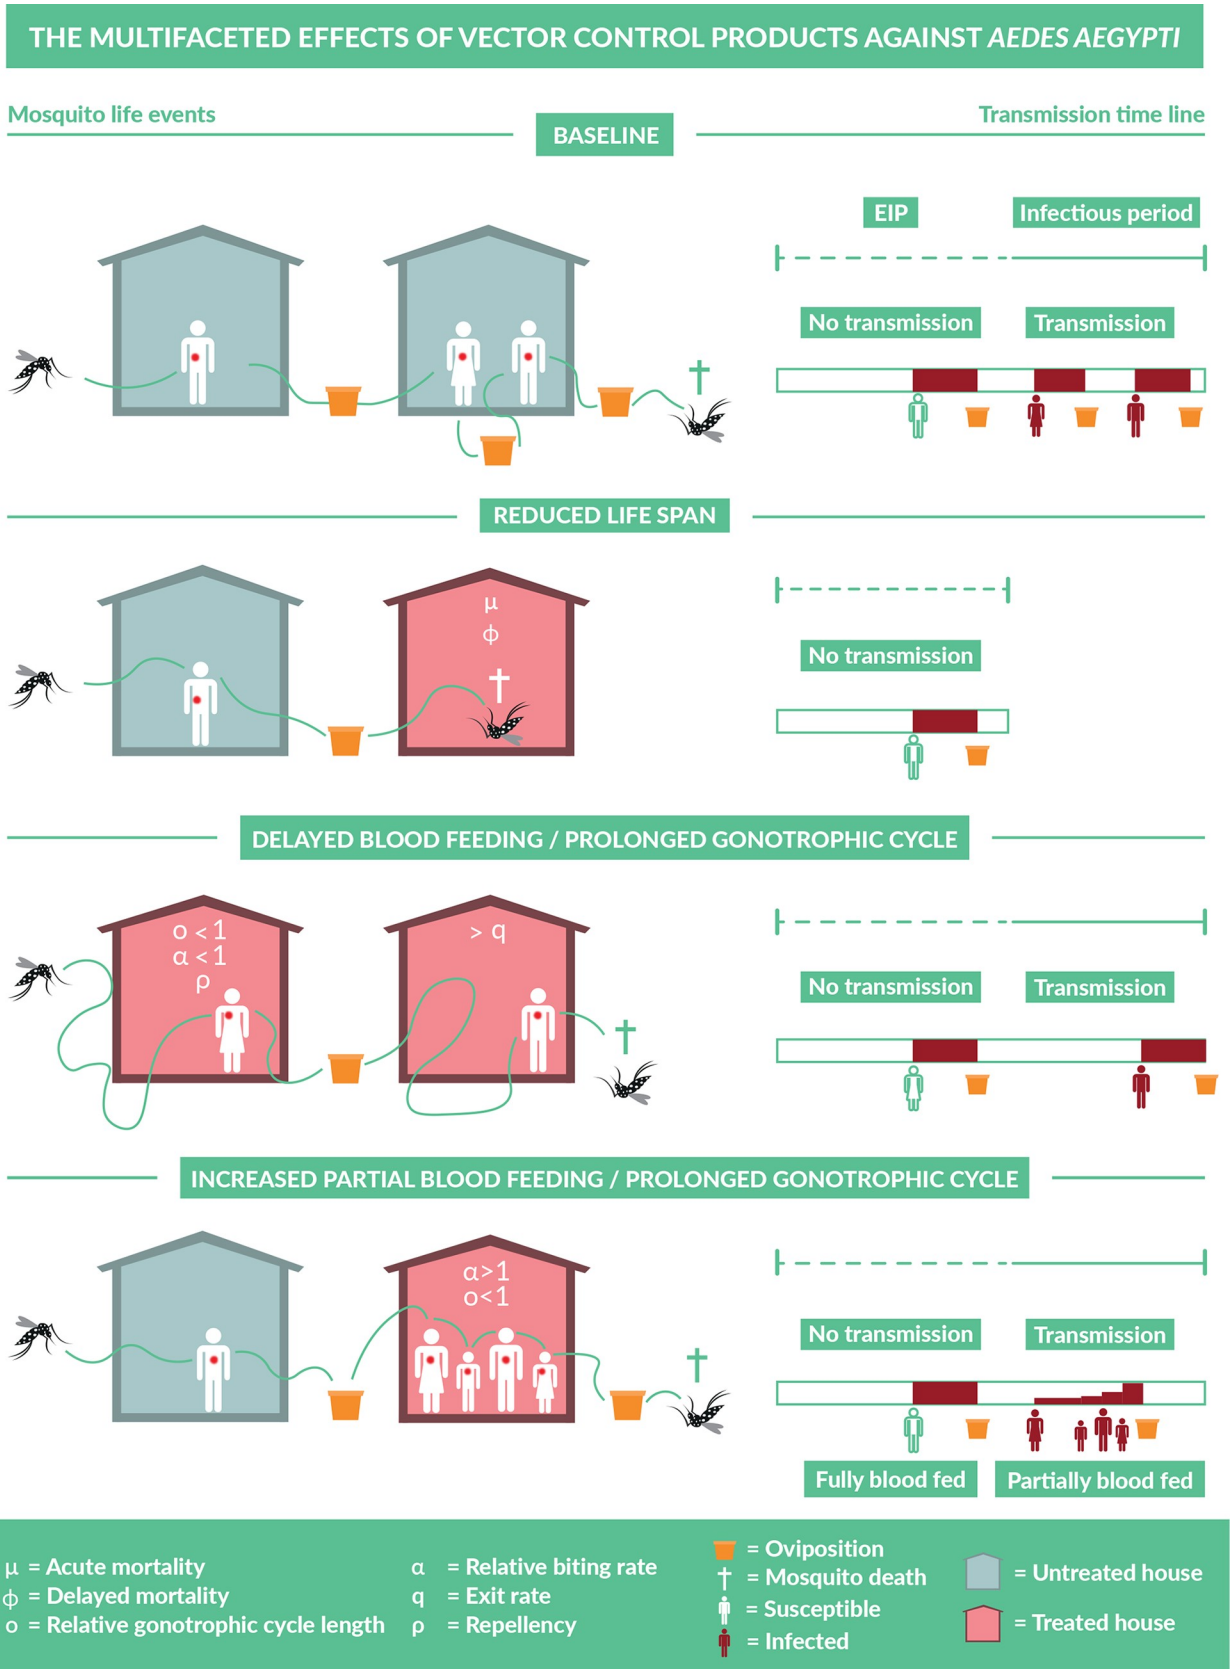 THE MULTIFACETED EFFECTS OF VECTOR CONTROL PRODUCTS AGAINST AEDES AEGYPTI
Mosquito life events
Transmission time line
BASELINE
EIP
Infectious period
No transmission
Transmission
REDUCED LIFE SPAN
μ
ϕ
No transmission
DELAYED BLOOD FEEDING / PROLONGED GONOTROPHIC CYCLE
o < 1
α < 1
ρ
> q
No transmission
Transmission
INCREASED PARTIAL BLOOD FEEDING / PROLONGED GONOTROPHIC CYCLE
α>1
o<1
No transmission
Transmission
Fully blood fed
Partially blood fed
μ = Acute mortality
ϕ = Delayed mortality
o = Relative gonotrophic cycle length
α = Relative biting rate
q = Exit rate
ρ = Repellency
= Oviposition
= Mosquito death
= Susceptible
= Infected
= Untreated house
= Treated house